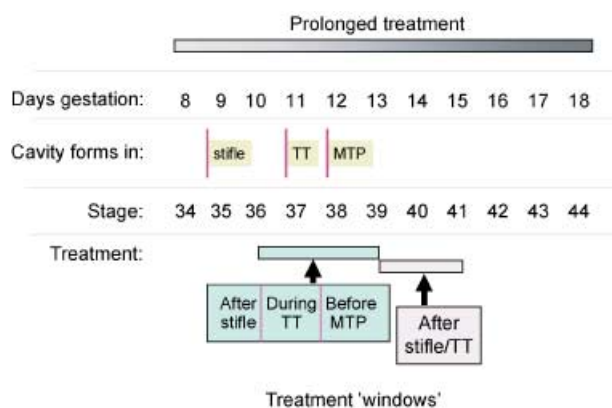 Prolonged treatment
Days gestation: 8 9 10 11 12 13 14 15 16 17 18
Cavity forms in: stifle TT MTP
Stage: 34 35 36 37 38 39 40 41 42 43 44
Treatment:
After stifle
During TT
Before MTP
After stifle/TT
Treatment 'windows'